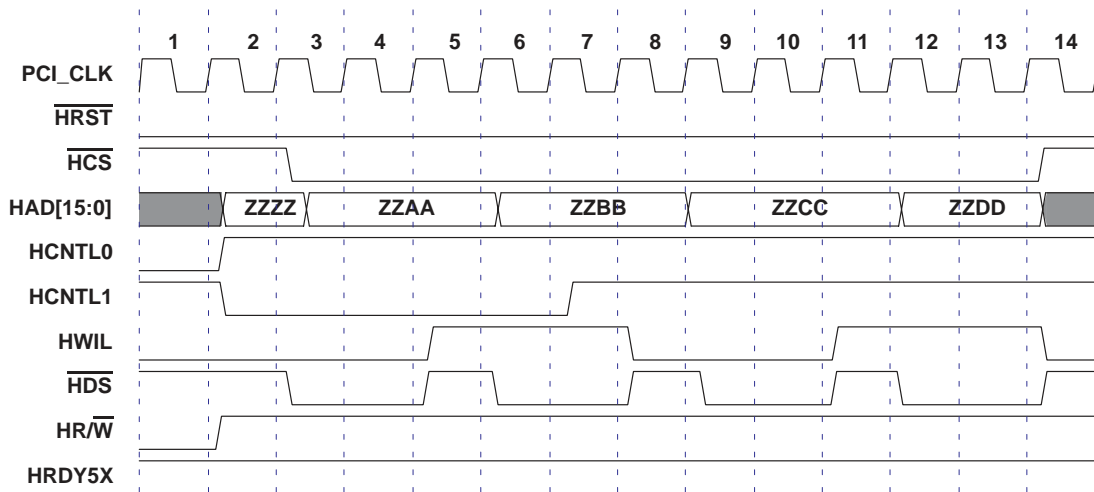 1 2 3 4 5 6 7 8 9 10 11 12 13 14
PCI_CLK
HRST
HCS
HAD[15:0] ZZZZ ZZAA ZZBB ZZCC ZZDD
HCNTL0
HCNTL1
HWIL
HDS
HR/W
HRDY5X